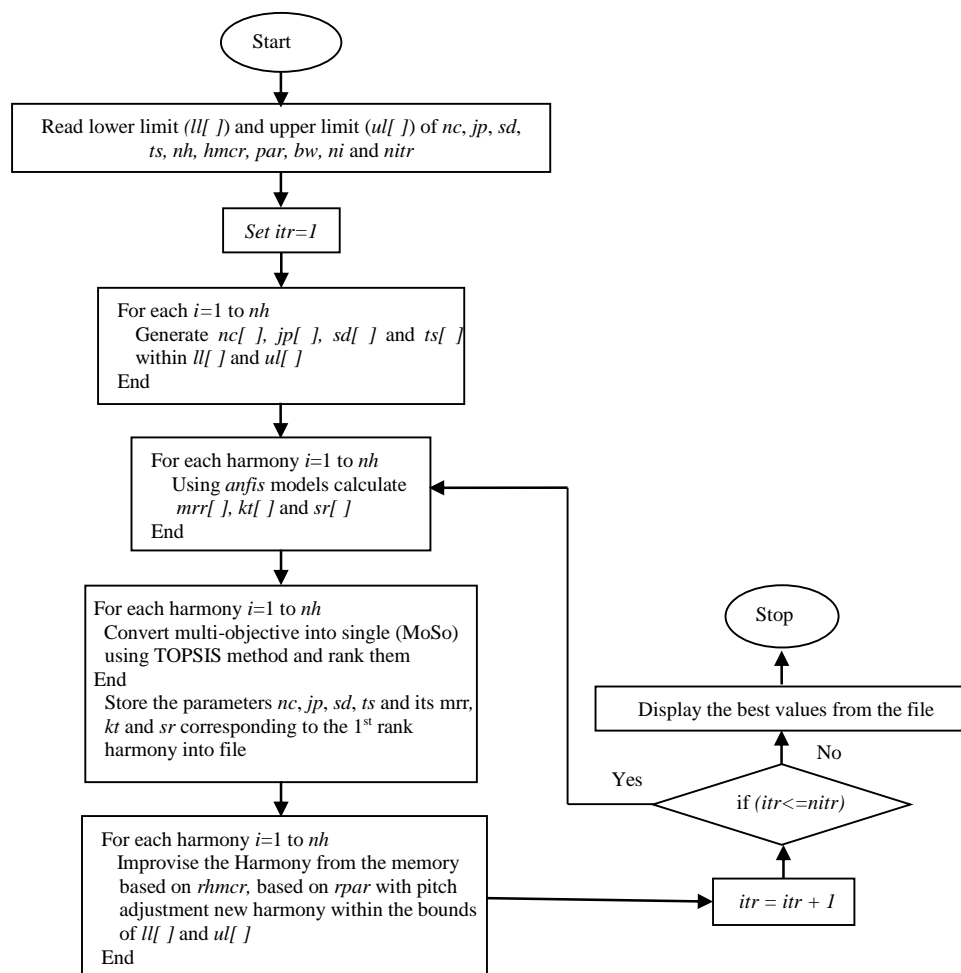 Start
Read lower limit (ll[ ]) and upper limit (ul[ ]) of nc, jp, sd,
ts, nh, hmcr, par, bw, ni and nitr
Set itr=1
For each i=1 to nh
Generate nc[ ], jp[ ], sd[ ] and ts[ ]
within ll[ ] and ul[ ]
End
For each harmony i=1 to nh
Using anfis models calculate
mrr[ ], kt[ ] and sr[ ]
End
For each harmony i=1 to nh
Convert multi-objective into single (MoSo)
using TOPSIS method and rank them
End
Store the parameters nc, jp, sd, ts and its mrr,
kt and sr corresponding to the 1st rank
harmony into file
For each harmony i=1 to nh
Improvise the Harmony from the memory
based on rhmcr, based on rpar with pitch
adjustment new harmony within the bounds
of ll[ ] and ul[ ]
End
itr = itr + 1
if (itr<=nitr)
Yes
No
Display the best values from the file
Stop